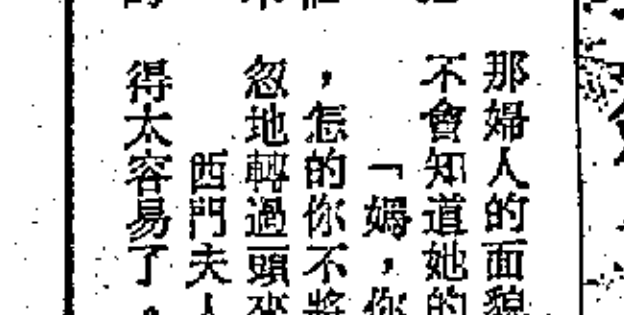 那婦人的面貌
不會知道她的
「嫣，你
，怎的你不將
忽地轉過頭來
西門夫人
得太容易了。